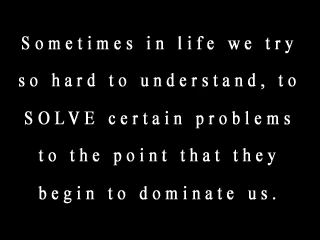 Sometimes in life we try
so hard to understand, to
SOLVE certain problems
to the point that they
begin to dominate us.